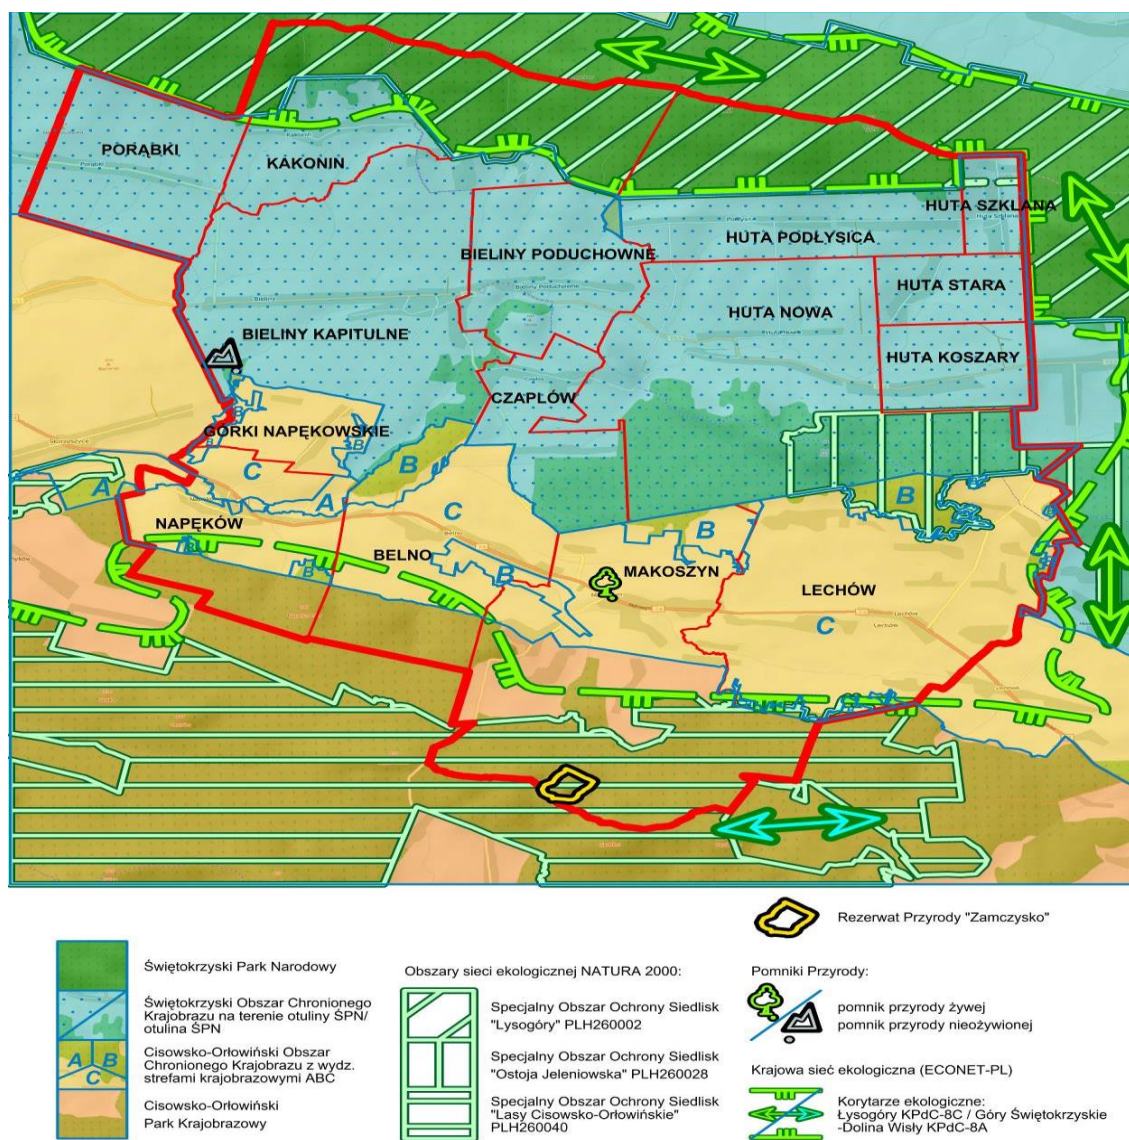 PORĄBKI
KAKONIN
HUTA SZKLANA
HUTA PODŁYSICA
BIELINY PODUCHOWNE
HUTA STARA
HUTA NOWA
BIELINY KAPITULNE
HUTA KOSZARY
CZAPLÓW
B
GÓRKI NAPĘKOWSKIE
B
B
C
B
B
A
A
C
NAPĘKÓW
B
B
BELNO
B
B
MAKOSZYN
LECHÓW
C
Rezerwat Przyrody "Zamczysko"
Świętokrzyski Park Narodowy
Świętokrzyski Obszar Chronionego
Krajobrazu na terenie otuliny ŚPN/
otulina ŚPN
A B
C
Cisowsko-Orłowiński Obszar
Chronionego Krajobrazu z wydz.
strefami krajobrazowymi ABC
Cisowsko-Orłowiński
Park Krajobrazowy
Obszary sieci ekologicznej NATURA 2000:
Specjalny Obszar Ochrony Siedlisk
"Lysogóry" PLH260002
Specjalny Obszar Ochrony Siedlisk
"Ostoja Jeleniowska" PLH260028
Specjalny Obszar Ochrony Siedlisk
"Lasy Cisowsko-Orłowińskie"
PLH260040
Pomniki Przyrody:
pomnik przyrody żywej
pomnik przyrody nieożywionej
Krajowa sieć ekologiczna (ECONET-PL)
Korytarze ekologiczne:
Łysogóry KPdC-8C / Góry Świętokrzyskie
-Dolina Wisły KPdC-8A